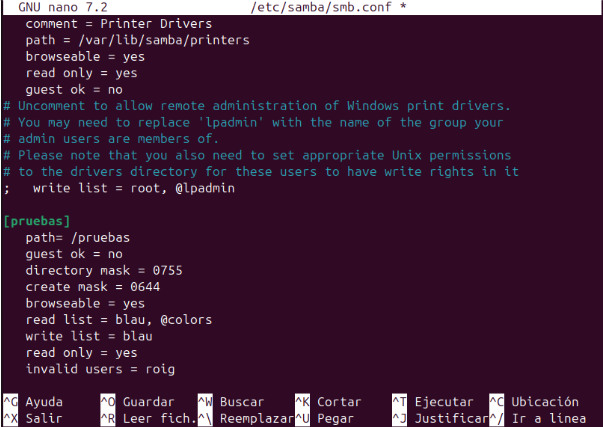 GNU nano 7.2 /etc/samba/smb.conf *
comment = Printer Drivers
path = /var/lib/samba/printers
browseable = yes
read only = yes
guest ok = no
# Uncomment to allow remote administration of Windows print drivers.
# You may need to replace 'lpadmin' with the name of the group your
# admin users are members of.
# Please note that you also need to set appropriate Unix permissions
# to the drivers directory for these users to have write rights in it
; write list = root, @lpadmin
[pruebas]
path= /pruebas
guest ok = no
directory mask = 0755
create mask = 0644
browseable = yes
read list = blau, @colors
write list = blau
read only = yes
invalid users = roig
^G Ayuda ^O Guardar ^W Buscar ^K Cortar ^T Ejecutar ^C Ubicación
^X Salir ^R Leer fich. ^\ Reemplazar ^U Pegar ^J Justificar ^/ Ir a línea